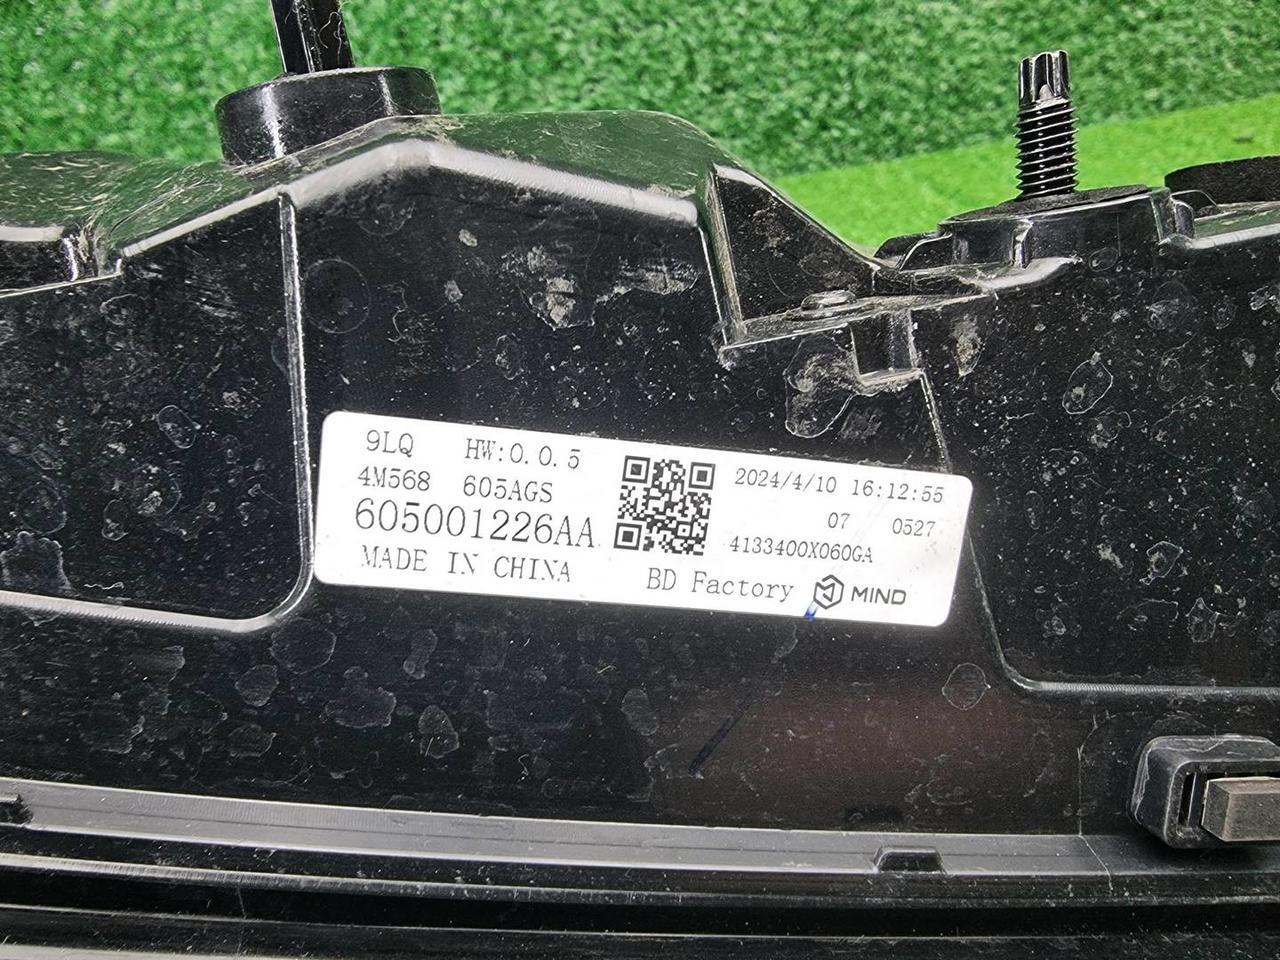 9LQ HW:0.0.5
4M568 605AGS
605001226AA
MADE IN CHINA
2024/4/10 16:12:55
07 0527
4133400X060GA
BD Factory MIND